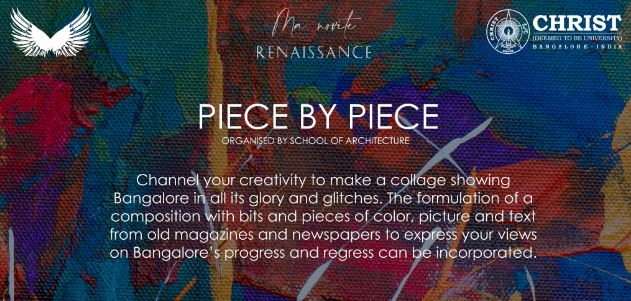 Ma novite
RENAISSANCE
CHRIST
(DEEMED TO BE UNIVERSITY)
BANGALORE - INDIA
PIECE BY PIECE
ORGANISED BY SCHOOL OF ARCHITECTURE
Channel your creativity to make a collage showing
Bangalore in all its glory and glitches. The formulation of a
composition with bits and pieces of color, picture and text
from old magazines and newspapers to express your views
on Bangalore's progress and regress can be incorporated.